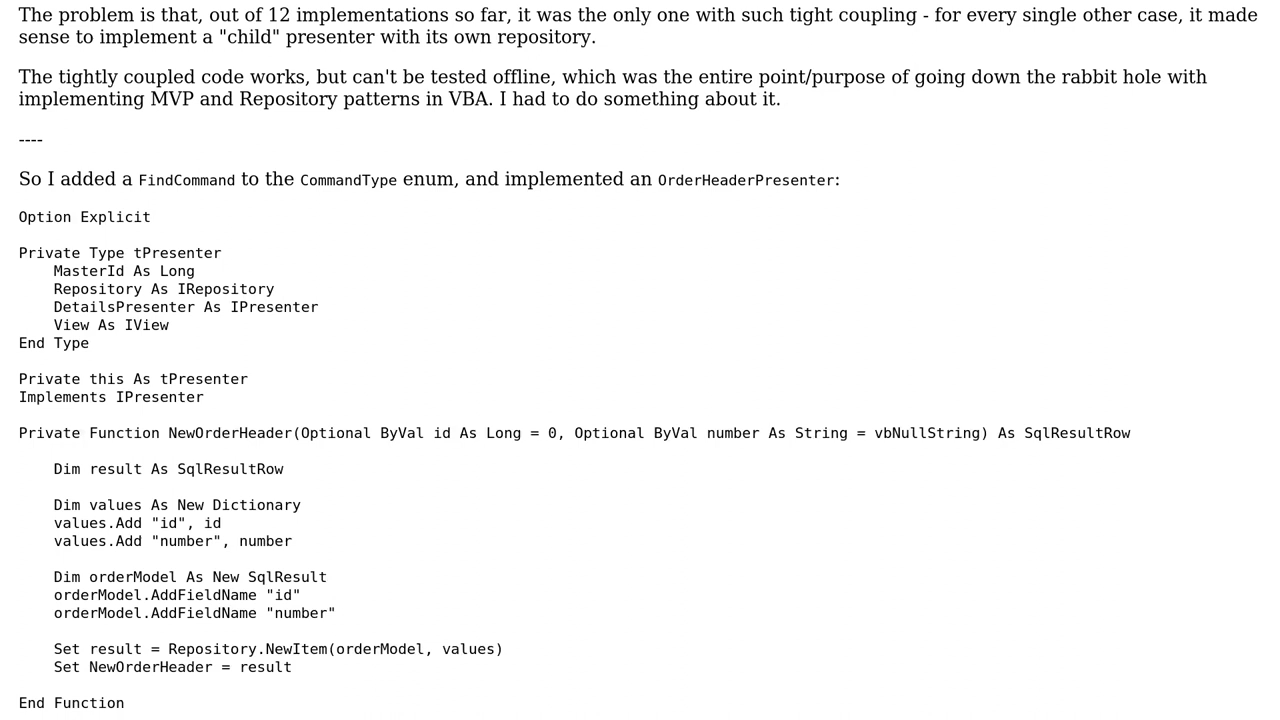 The problem is that, out of 12 implementations so far, it was the only one with such tight coupling - for every single other case, it made
sense to implement a "child" presenter with its own repository.
The tightly coupled code works, but can't be tested offline, which was the entire point/purpose of going down the rabbit hole with
implementing MVP and Repository patterns in VBA. I had to do something about it.
----
So I added a FindCommand to the CommandType enum, and implemented an OrderHeaderPresenter:
Option Explicit
Private Type tPresenter
    MasterId As Long
    Repository As IRepository
    DetailsPresenter As IPresenter
    View As IView
End Type
Private this As tPresenter
Implements IPresenter
Private Function NewOrderHeader(Optional ByVal id As Long = 0, Optional ByVal number As String = vbNullString) As SqlResultRow
    Dim result As SqlResultRow
    Dim values As New Dictionary
    values.Add "id", id
    values.Add "number", number
    Dim orderModel As New SqlResult
    orderModel.AddFieldName "id"
    orderModel.AddFieldName "number"
    Set result = Repository.NewItem(orderModel, values)
    Set NewOrderHeader = result
End Function